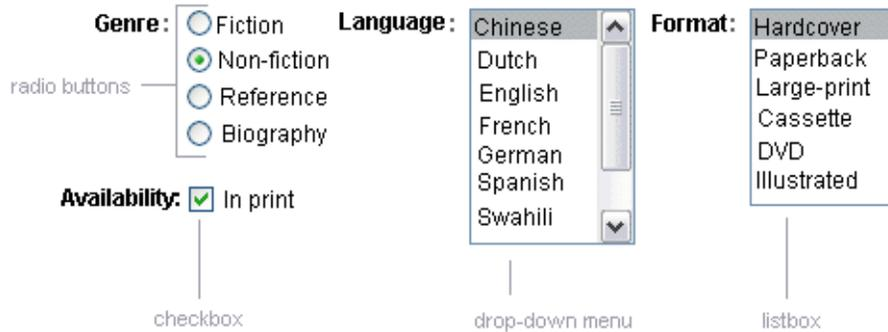 Genre:
Fiction
Non-fiction
Reference
Biography
radio buttons
Availability:
In print
checkbox
Language:
Chinese
Dutch
English
French
German
Spanish
Swahili
drop-down menu
Format:
Hardcover
Paperback
Large-print
Cassette
DVD
Illustrated
listbox